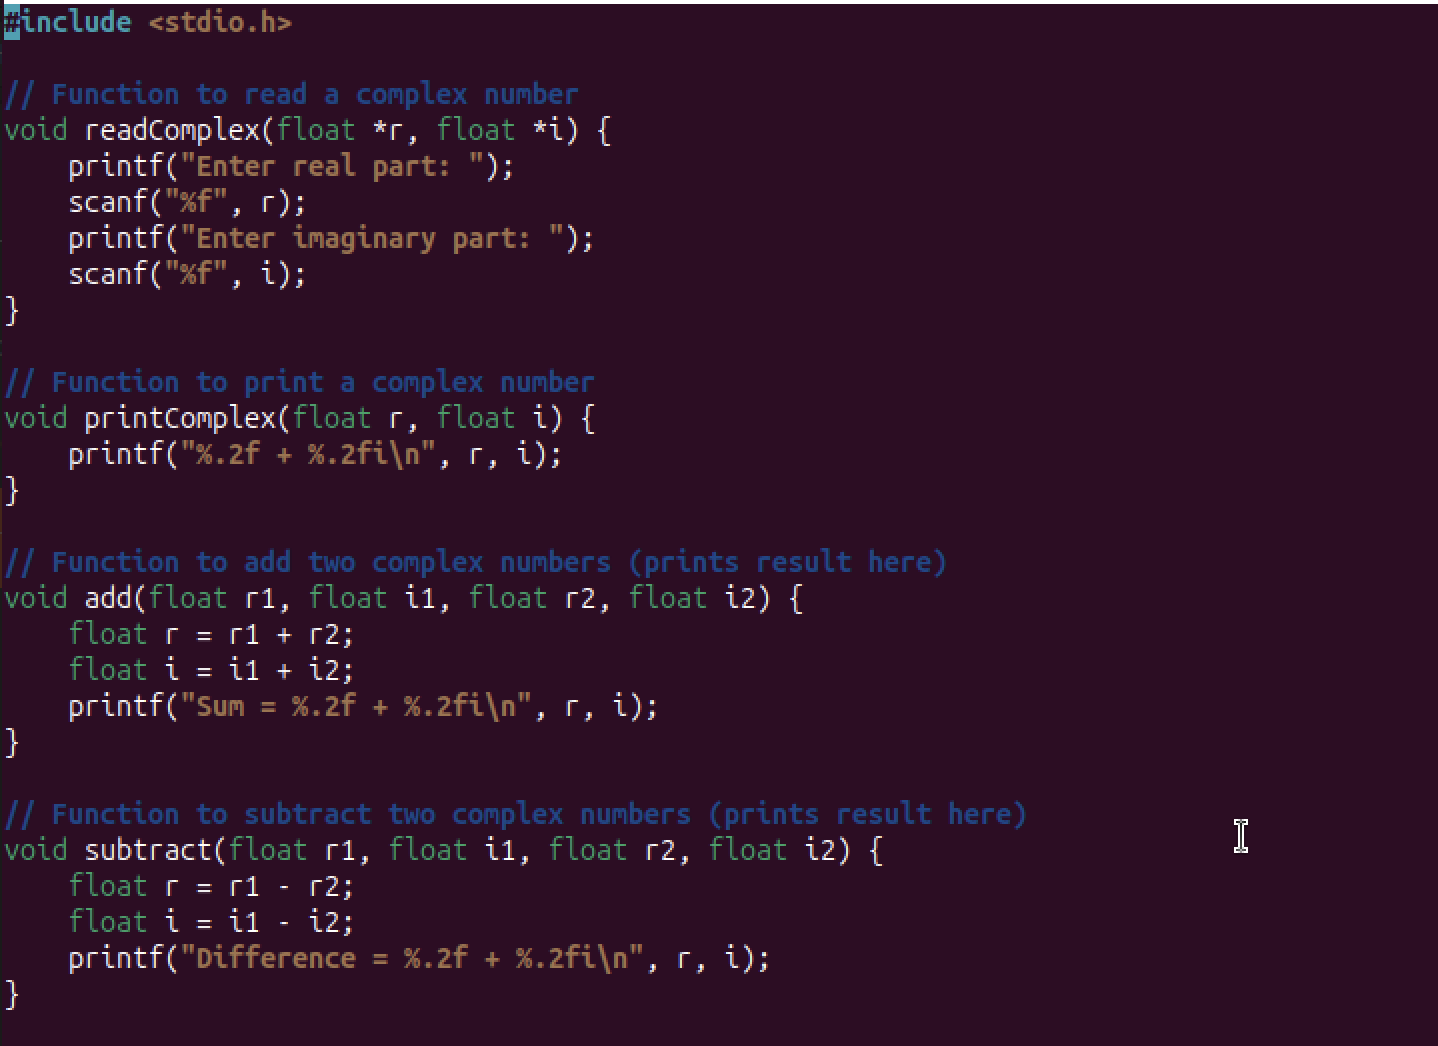 #include <stdio.h>

// Function to read a complex number
void readComplex(float *r, float *i) {
    printf("Enter real part: ");
    scanf("%f", r);
    printf("Enter imaginary part: ");
    scanf("%f", i);
}

// Function to print a complex number
void printComplex(float r, float i) {
    printf("%.2f + %.2fi\n", r, i);
}

// Function to add two complex numbers (prints result here)
void add(float r1, float i1, float r2, float i2) {
    float r = r1 + r2;
    float i = i1 + i2;
    printf("Sum = %.2f + %.2fi\n", r, i);
}

// Function to subtract two complex numbers (prints result here)
void subtract(float r1, float i1, float r2, float i2) {
    float r = r1 - r2;
    float i = i1 - i2;
    printf("Difference = %.2f + %.2fi\n", r, i);
}